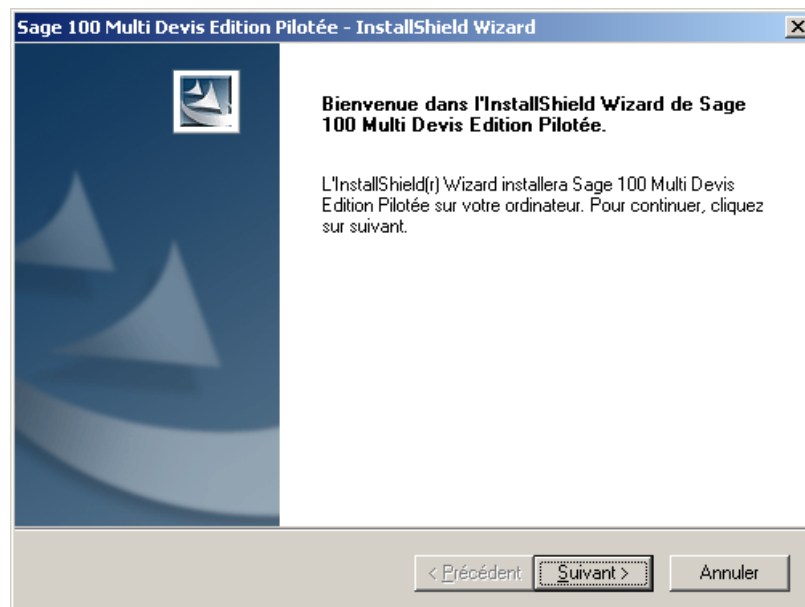 Sage 100 Multi Devis Edition Pilotée - InstallShield Wizard
Bienvenue dans l'InstallShield Wizard de Sage
100 Multi Devis Edition Pilotée.
L'InstallShield(r) Wizard installera Sage 100 Multi Devis
Edition Pilotée sur votre ordinateur. Pour continuer, cliquez
sur suivant.
< Précédent Suivant > Annuler